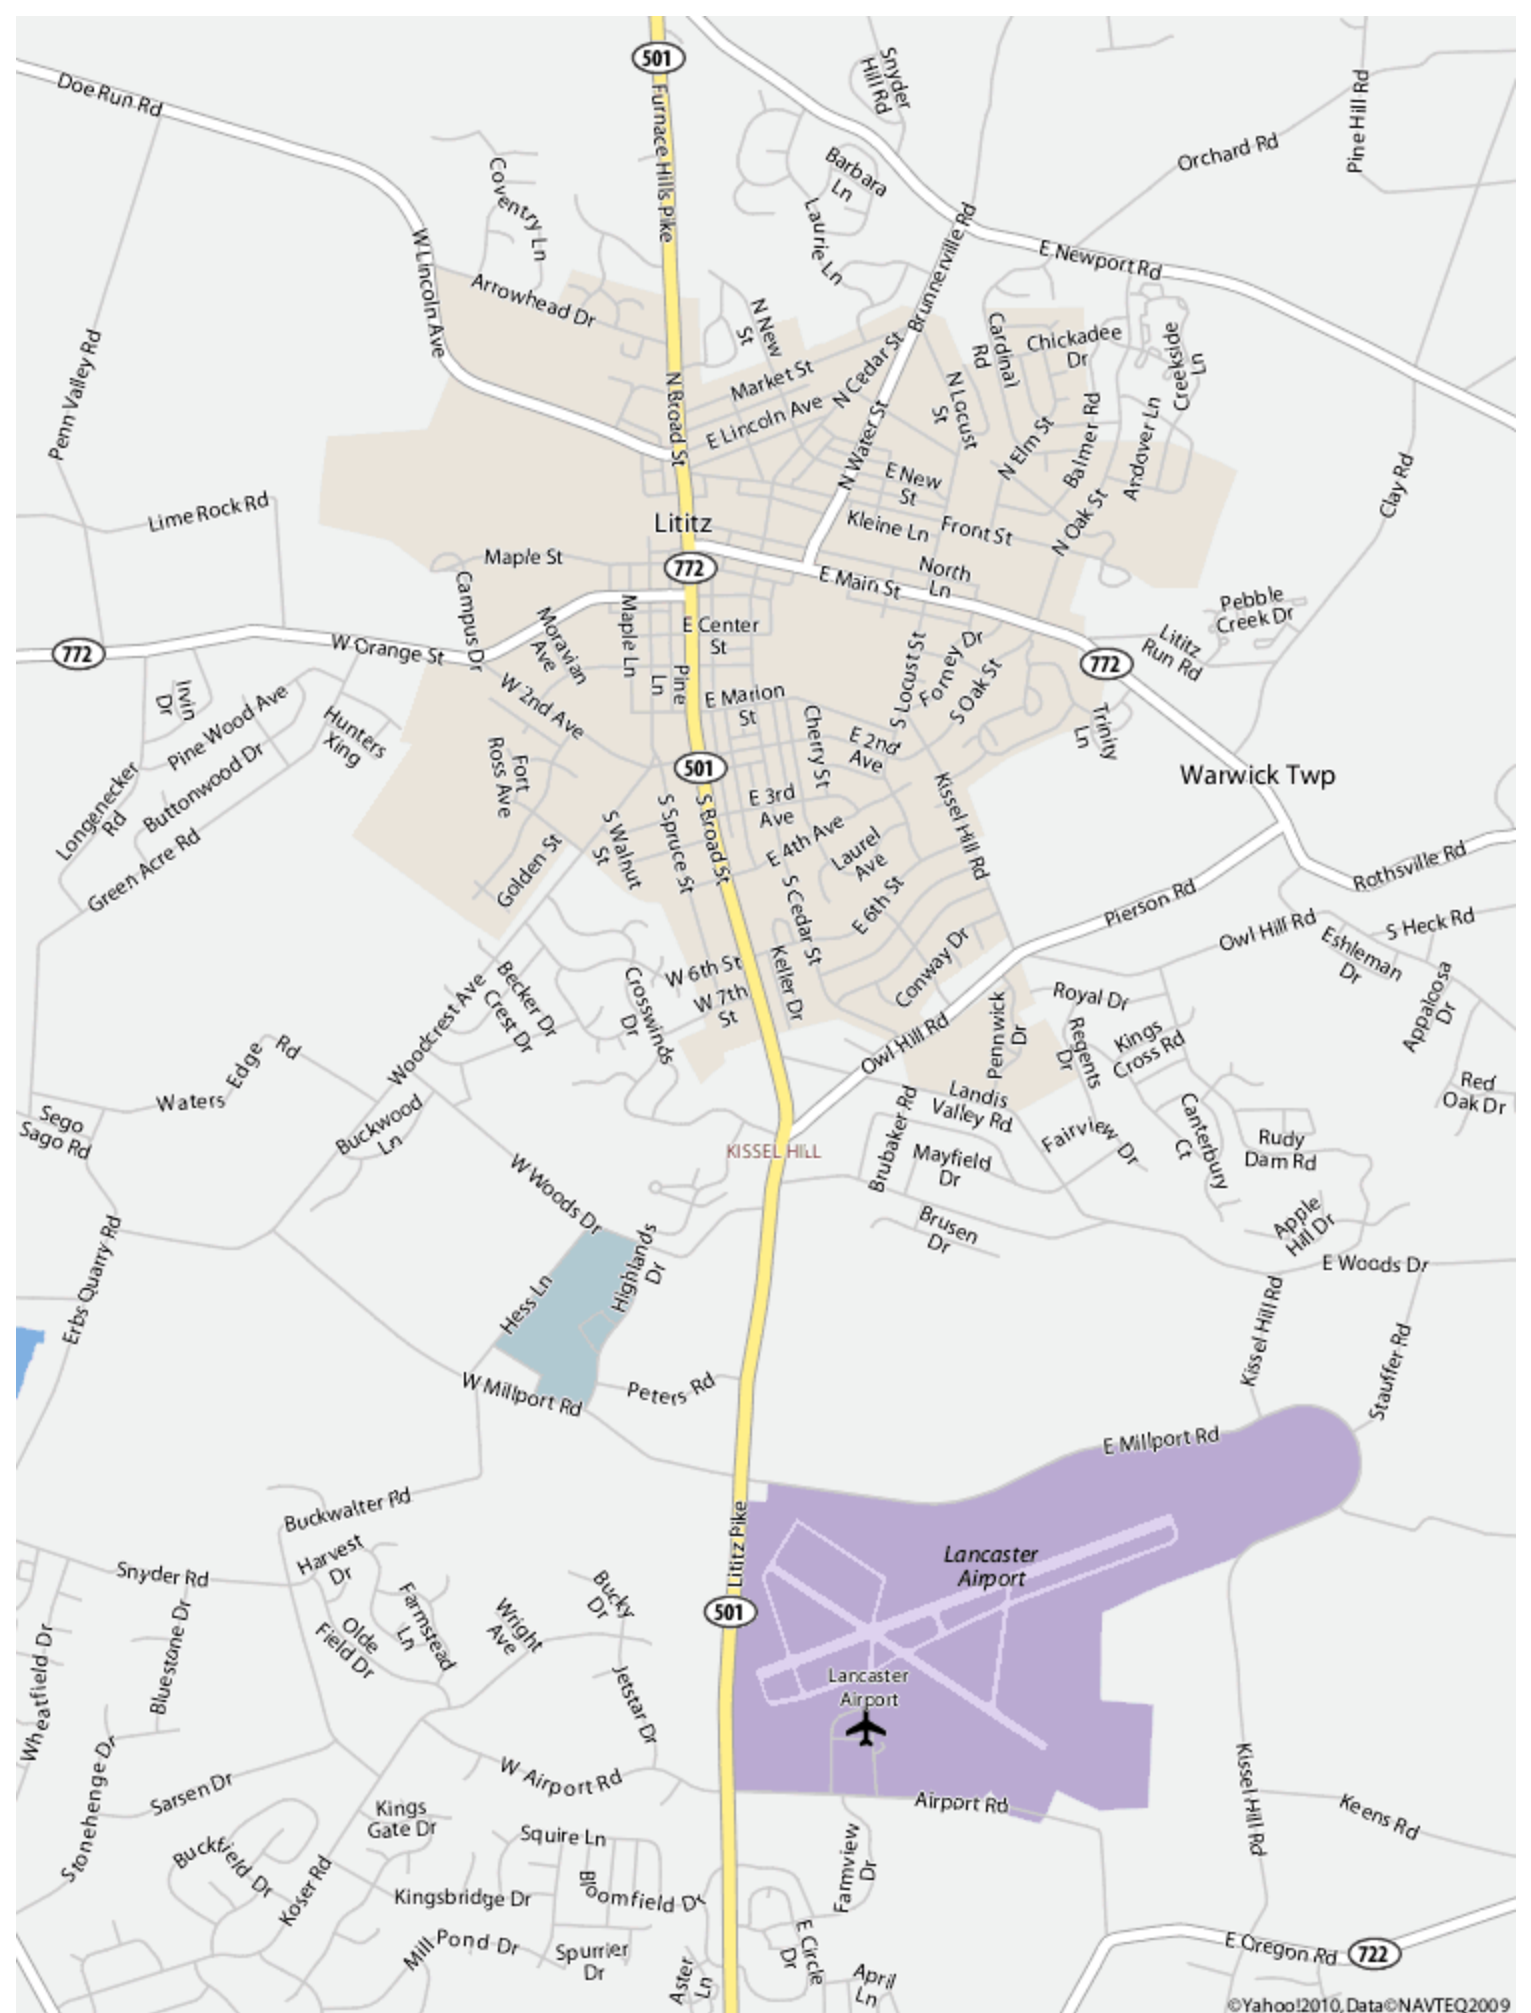 501
Snyder
Hill Rd
Doe Run Rd
Furnace Hills Pike
Orchard Rd
Pine Hill Rd
Barbara
Ln
Coventry Ln
Laurie Ln
Brunnerville Rd
E Newport Rd
W Lincoln Ave
Arrowhead Dr
N New
St
Cardinal
Rd
Chickadee
Dr
Creekside
Ln
Penn Valley Rd
Market St
N Cedar St
N Broad St
E Lincoln Ave
N Locust
St
N Water St
N Elm St
Balmer Rd
Andover Ln
Clay Rd
E New
St
Lime Rock Rd
Lititz
Kleine Ln
Front St
N Oak St
Maple St
772
E Main St
North
Ln
Campus Dr
Moravian
Ave
Maple Ln
E Center
St
Pebble
Creek Dr
772
W Orange St
Lititz
Run Rd
772
Irvin
Dr
Pine Wood Ave
Hunters
Xing
W 2nd Ave
Pine
Ln
E Marion
St
S Locust St
Forney Dr
S Oak St
Trinity
Ln
Cherry St
E 2nd
Ave
Buttonwood Dr
Fort
Ross Ave
501
Warwick Twp
Longenecker
Rd
E 3rd
Ave
Kissel Hill Rd
Green Acre Rd
S Walnut
St
S Spruce St
S Broad St
E 4th Ave
Laurel
Ave
Golden St
Rothsville Rd
S Cedar St
E 6th St
Pierson Rd
Owl Hill Rd
S Heck Rd
Eshleman
Dr
Becker Dr
Crest Dr
Crosswinds
Dr
W 6th St
W 7th
St
Keller Dr
Conway Dr
Woodcrest Ave
Royal Dr
Appaloosa
Dr
Waters Edge Rd
Owl Hill Rd
Pennwick
Dr
Regents
Dr
Kings
Cross Rd
Red
Oak Dr
Sego
Sago Rd
Buckwood
Ln
Landis
Valley Rd
Brubaker Rd
Canterbury
Ct
Fairview Dr
Rudy
Dam Rd
KISSEL HILL
Mayfield
Dr
W Woods Dr
Brusen
Dr
Apple
Hill Dr
Erbs Quarry Rd
Highlands
Dr
Hess Ln
E Woods Dr
Kissel Hill Rd
Stauffer Rd
W Millport Rd
Peters Rd
E Millport Rd
Buckwalter Rd
Lititz Pike
Harvest
Dr
Lancaster
Airport
Snyder Rd
Farmstead
Ln
Bucky
Dr
501
Wright
Ave
Olde
Field Dr
Wheatfield Dr
Bluestone Dr
Jetstar Dr
Lancaster
Airport
Stonehenge Dr
Sarsen Dr
W Airport Rd
Airport Rd
Kissel Hill Rd
Keens Rd
Kings
Gate Dr
Squire Ln
Farmview
Dr
Buckfield Dr
Koser Rd
Kingsbridge Dr
Bloomfield Dr
E Circle
Dr
Mill Pond Dr
Spurrier
Dr
Aster
Ln
April
Ln
E Oregon Rd
722
©Yahoo!2010, Data©NAVTEQ2009